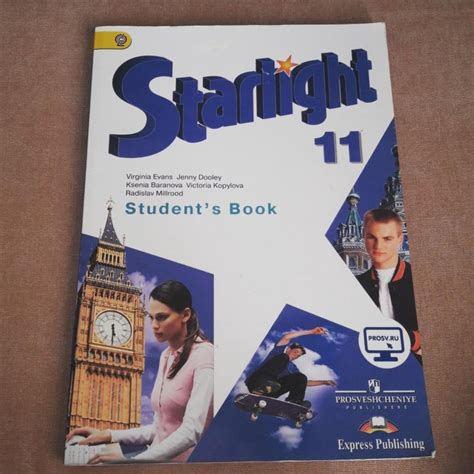 Starlight
11
Virginia Evans Jenny Dooley
Ksenia Baranova Victoria Kopylova
Radislav Millrood
Student's Book
PROSV.RU
PROSVESHCHENIYE
PUBLISHERS
Express Publishing